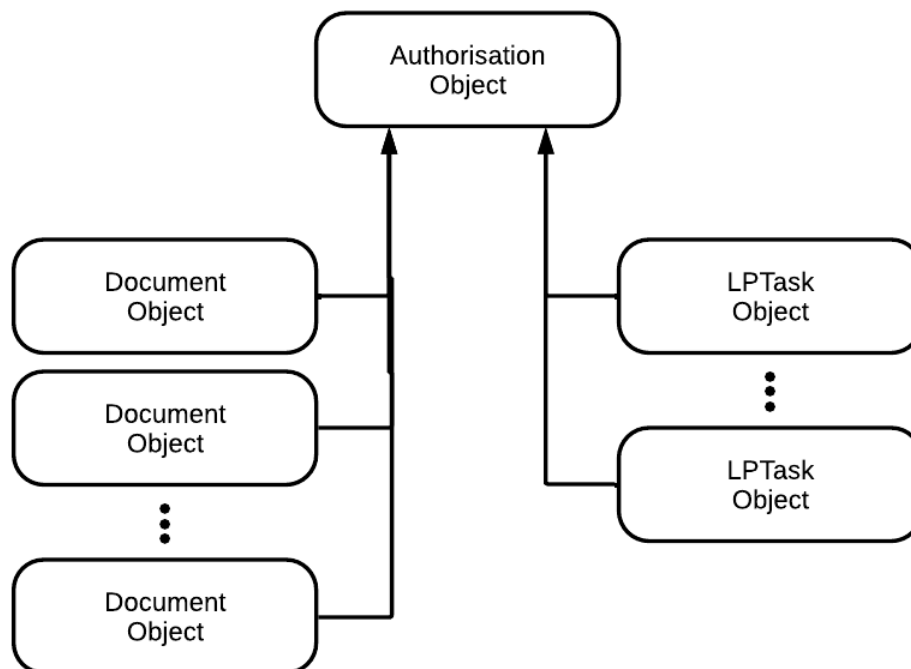 Authorisation
Object
Document
Object
Document
Object
Document
Object
LPTask
Object
LPTask
Object